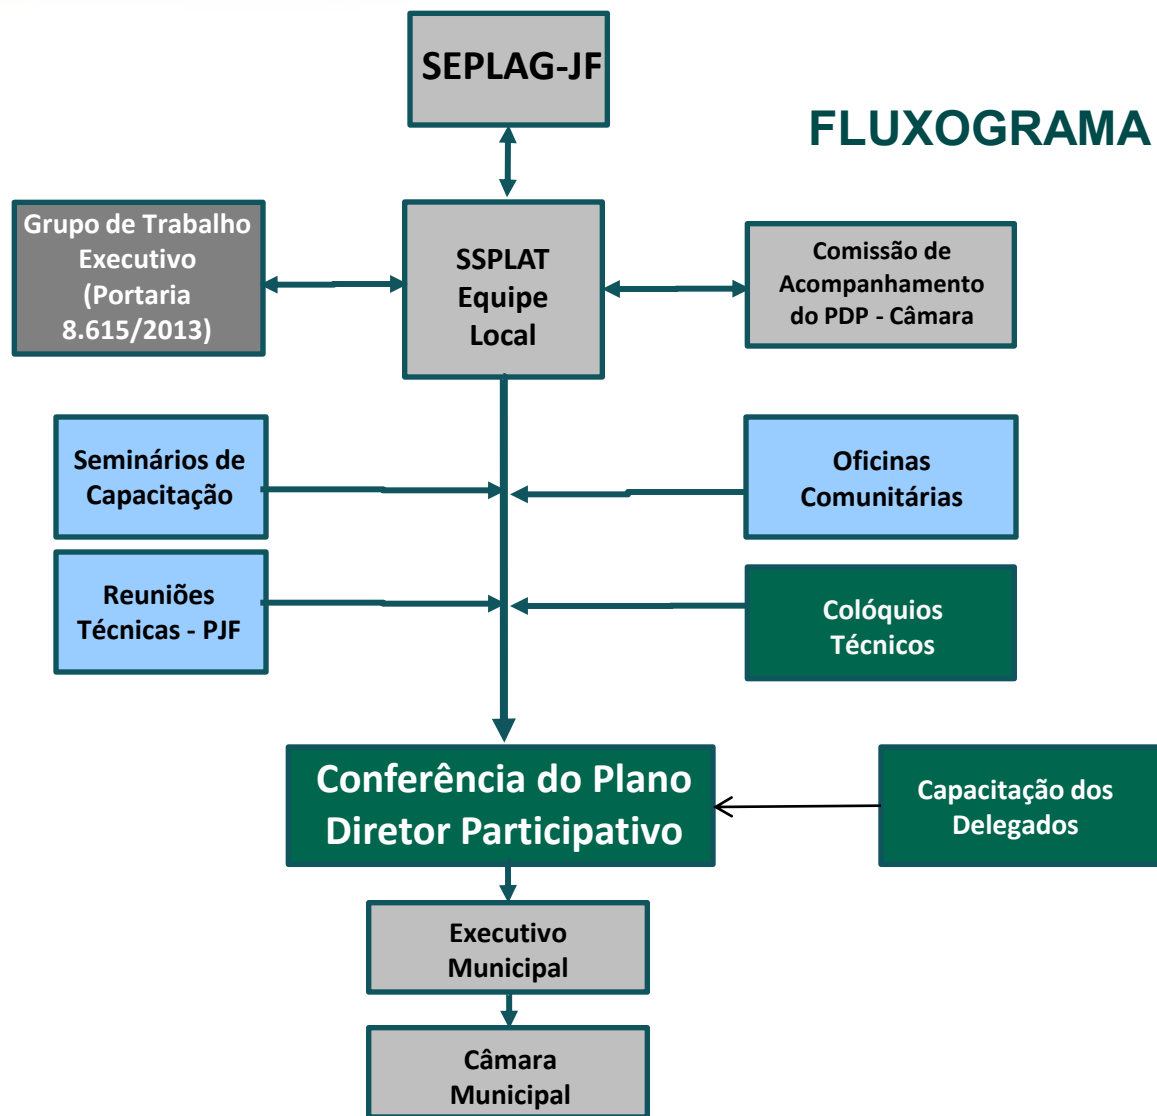 SEPLAG-JF
FLUXOGRAMA
Grupo de Trabalho
Executivo
(Portaria
8.615/2013)
SSPLAT
Equipe
Local
Comissão de
Acompanhamento
do PDP - Câmara
Seminários de
Capacitação
Oficinas
Comunitárias
Reuniões
Técnicas - PJF
Colóquios
Técnicos
Conferência do Plano
Diretor Participativo
Capacitação dos
Delegados
Executivo
Municipal
Câmara
Municipal